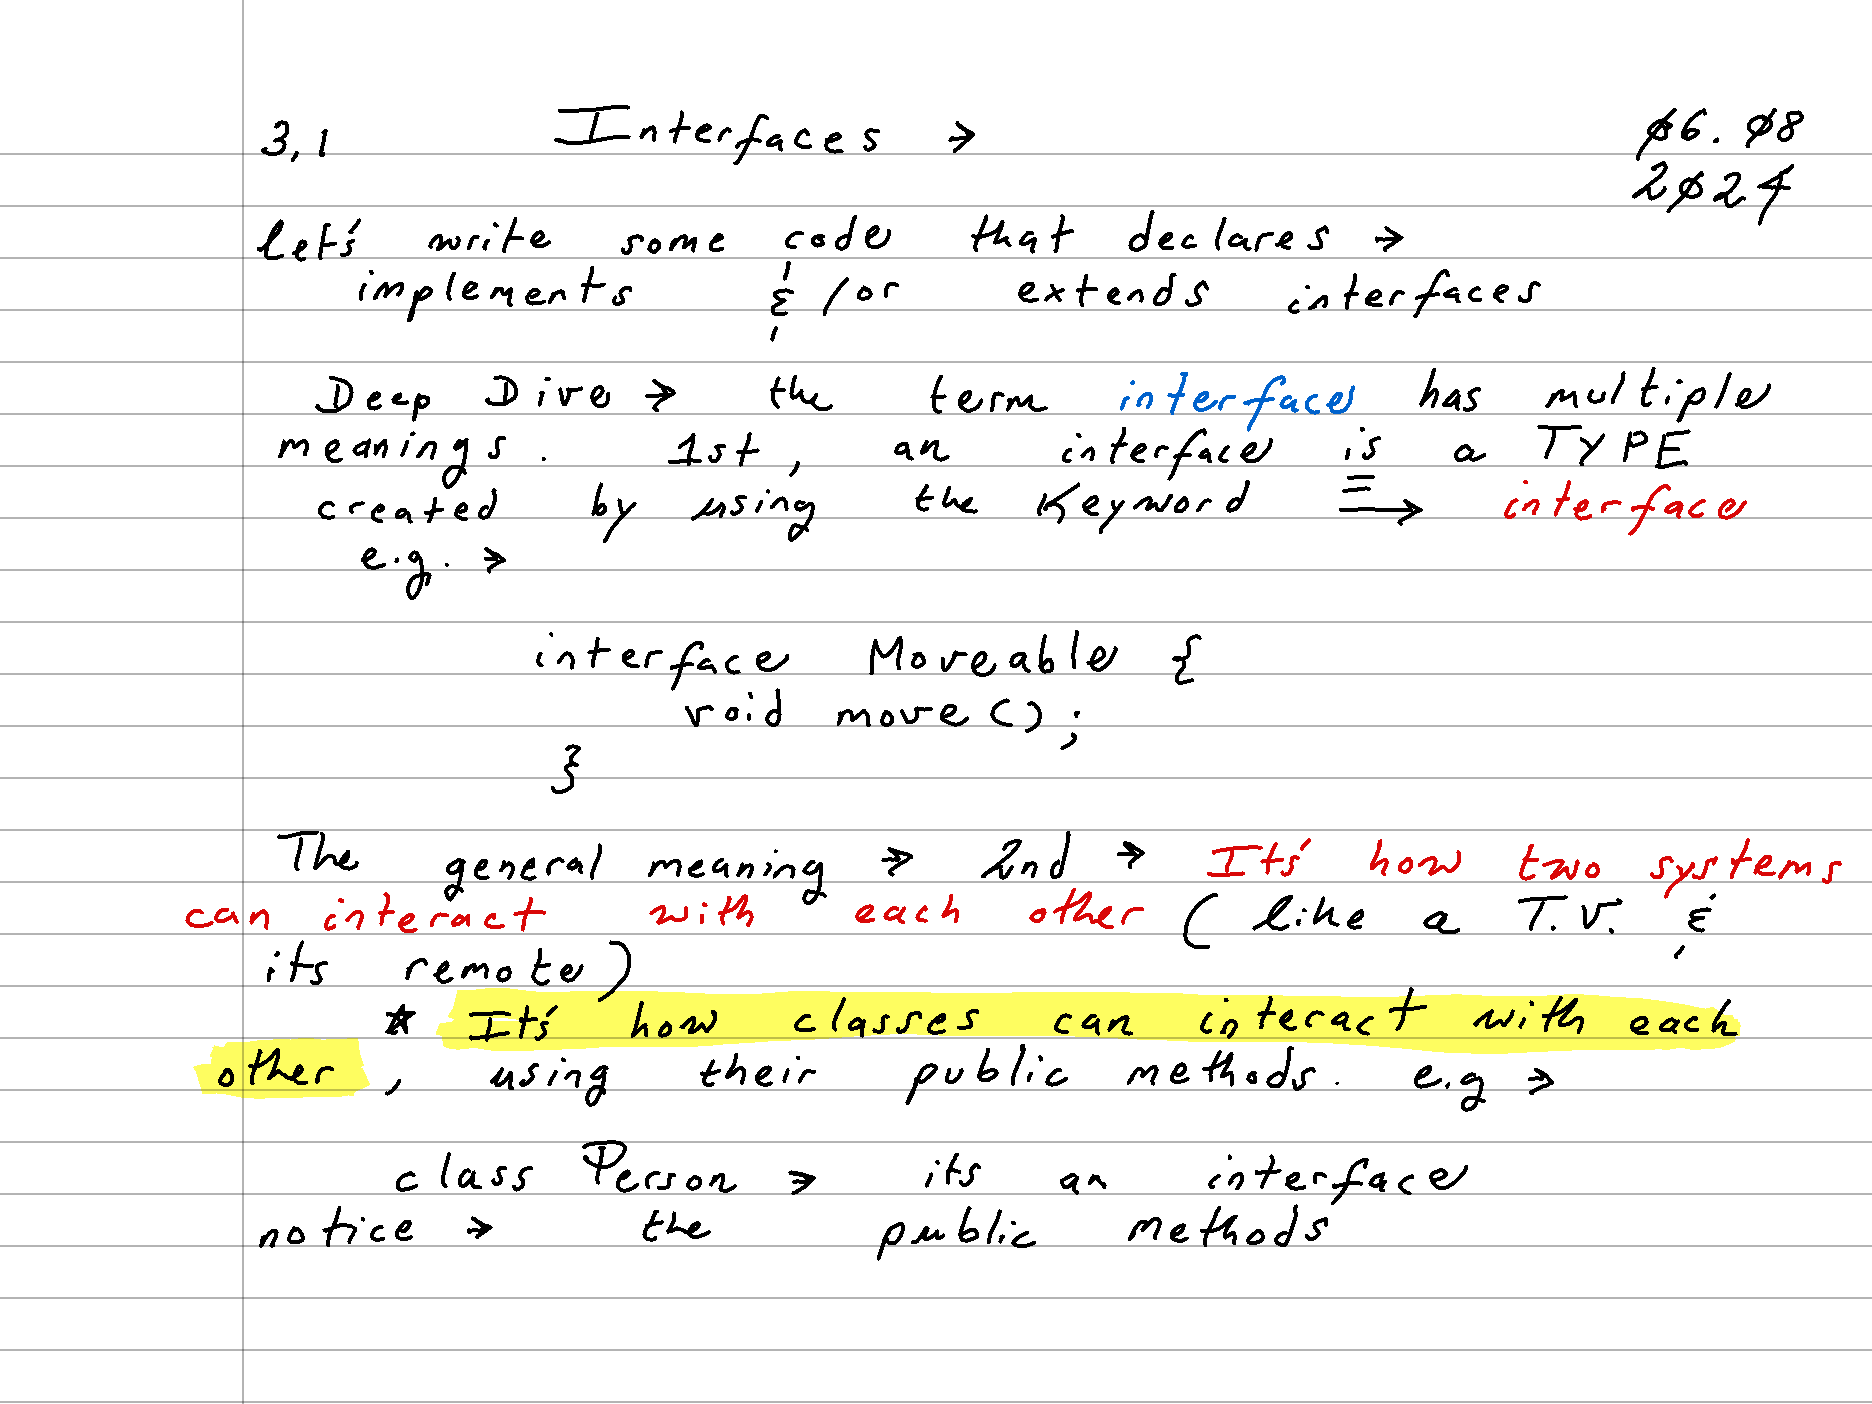 3,1 Interfaces → 06.08
2024
let's write some code that declares →
implements & /or extends interfaces
Deep Dive → the term interface has multiple
meanings. 1st, an interface is a TYPE
created by using the Keyword → interface
e.g. →
interface Moveable {
void move();
}
The general meaning → 2nd → It's how two systems
can interact with each other (like a T.V. &
its remote)
* It's how classes can interact with each
other, using their public methods. e.g →
class Person → its an interface
notice → the public methods